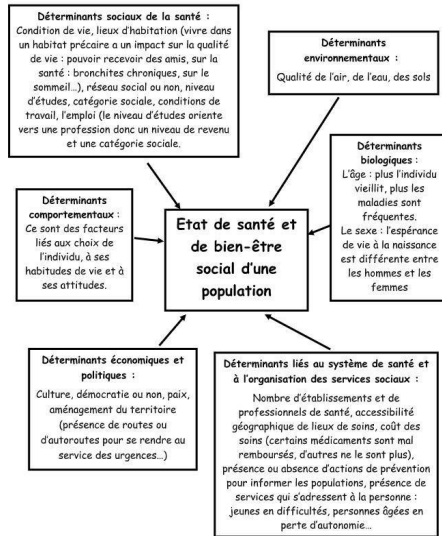 Déterminants sociaux de la santé :
Condition de vie, lieux d'habitation (vivre dans
un habitat précaire a un impact sur la qualité
de vie : pouvoir recevoir des amis, sur la
santé : bronchites chroniques, sur le
sommeil…), réseau social ou non, niveau
d'études, catégorie sociale, conditions de
travail, l'emploi (le niveau d'études oriente
vers une profession donc un niveau de revenu
et une catégorie sociale.
Déterminants
environnementaux :
Qualité de l'air, de l'eau, des sols
Déterminants
biologiques :
L'âge : plus l'individu
vieillit, plus les
maladies sont
fréquentes.
Le sexe : l'espérance
de vie à la naissance
est différente entre
les hommes et les
femmes
Déterminants
comportementaux :
Ce sont des facteurs
liés aux choix de
l'individu, à ses
habitudes de vie et à
ses attitudes.
Etat de santé et
de bien-être
social d'une
population
Déterminants économiques et
politiques :
Culture, démocratie ou non, paix,
aménagement du territoire
(présence de routes ou
d'autoroutes pour se rendre au
service des urgences…)
Déterminants liés au système de santé et
à l'organisation des services sociaux :
Nombre d'établissements et de
professionnels de santé, accessibilité
géographique de lieux de soins, coût des
soins (certains médicaments sont mal
remboursés, d'autres ne le sont plus),
présence ou absence d'actions de prévention
pour informer les populations, présence de
services qui s'adressent à la personne :
jeunes en difficultés, personnes âgées en
perte d'autonomie…